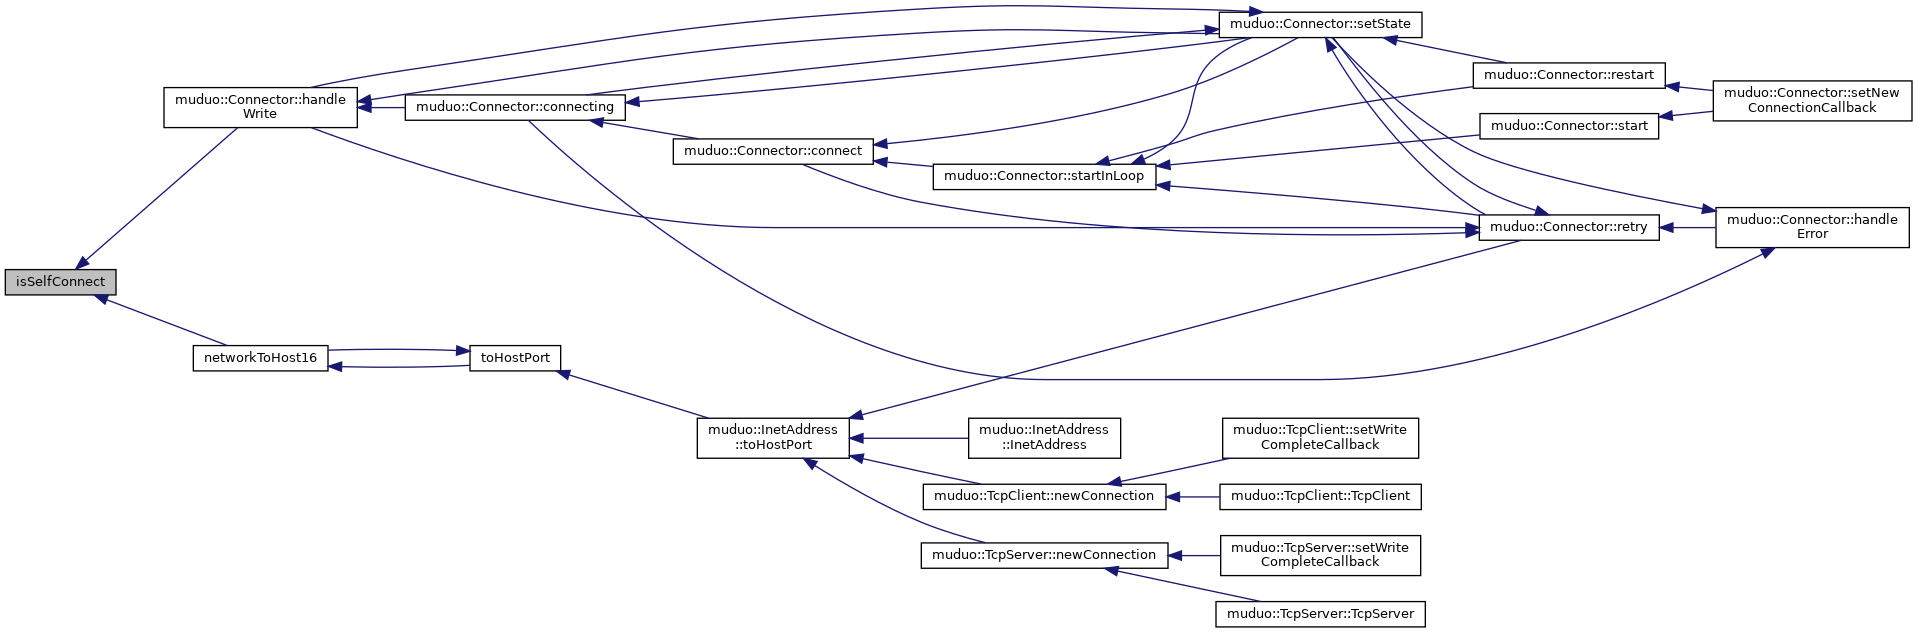 muduo::Connector::setState
muduo::Connector::restart
muduo::Connector::handle
Write
muduo::Connector::connecting
muduo::Connector::setNew
ConnectionCallback
muduo::Connector::start
muduo::Connector::connect
muduo::Connector::startInLoop
muduo::Connector::retry
muduo::Connector::handle
Error
isSelfConnect
networkToHost16
toHostPort
muduo::InetAddress
::toHostPort
muduo::InetAddress
::InetAddress
muduo::TcpClient::setWrite
CompleteCallback
muduo::TcpClient::newConnection
muduo::TcpClient::TcpClient
muduo::TcpServer::newConnection
muduo::TcpServer::setWrite
CompleteCallback
muduo::TcpServer::TcpServer